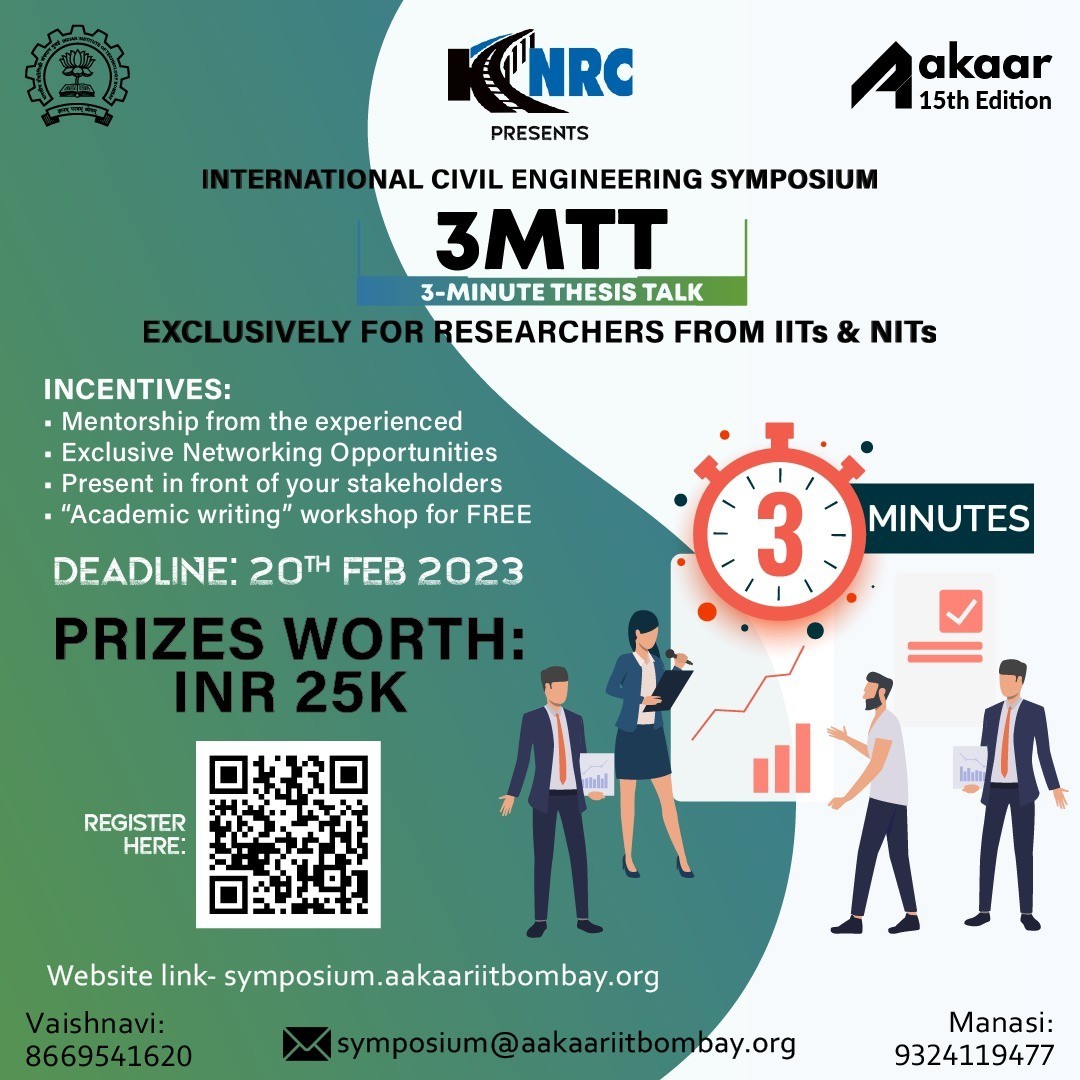 KNRC
PRESENTS
Aakaar
15th Edition
INTERNATIONAL CIVIL ENGINEERING SYMPOSIUM
3MTT
3-MINUTE THESIS TALK
EXCLUSIVELY FOR RESEARCHERS FROM IITs & NITs
INCENTIVES:
▪ Mentorship from the experienced
▪ Exclusive Networking Opportunities
▪ Present in front of your stakeholders
▪ “Academic writing” workshop for FREE
DEADLINE: 20TH FEB 2023
PRIZES WORTH:
INR 25K
3
MINUTES
REGISTER
HERE:
Website link- symposium.aakaariitbombay.org
Vaishnavi:
8669541620
symposium@aakaariitbombay.org
Manasi:
9324119477